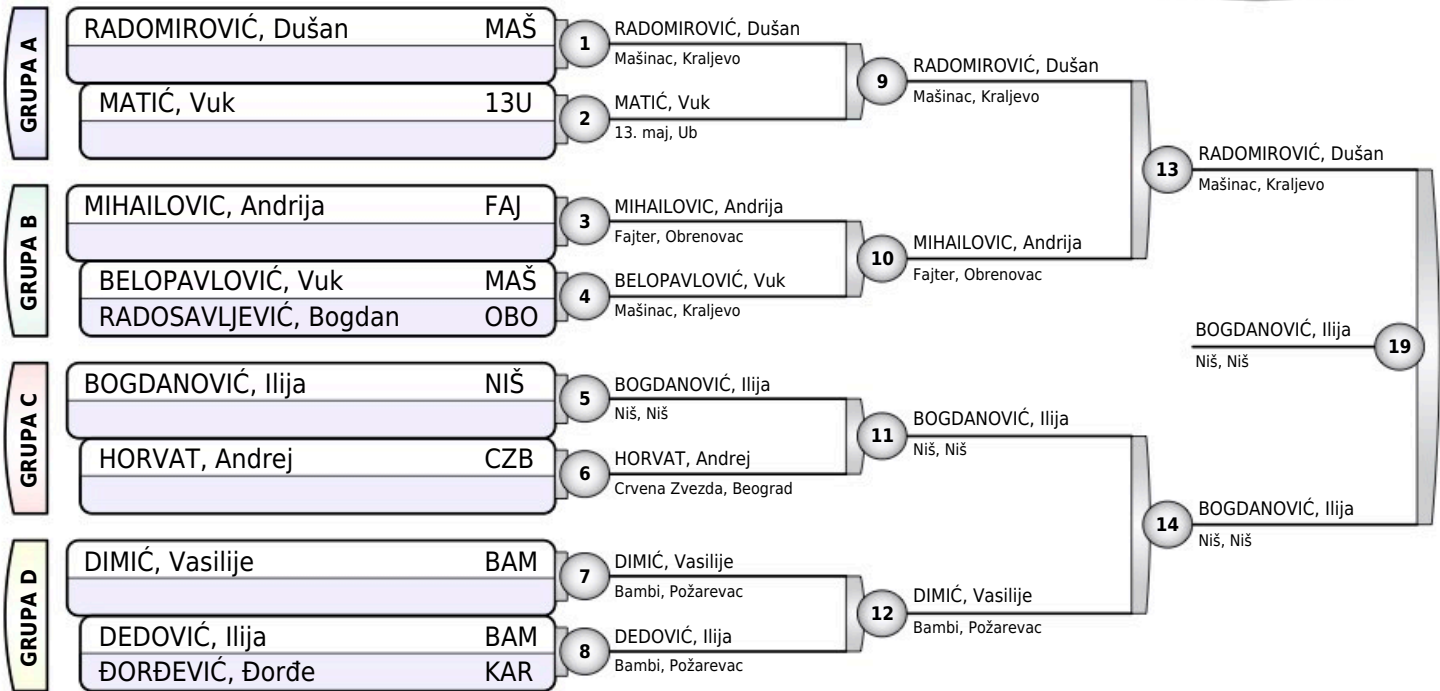 GRUPA A
RADOMIROVIĆ, Dušan MAŠ
MATIĆ, Vuk 13U
1
RADOMIROVIĆ, Dušan
Mašinac, Kraljevo
2
MATIĆ, Vuk
13. maj, Ub
9
RADOMIROVIĆ, Dušan
Mašinac, Kraljevo
GRUPA B
MIHAILOVIC, Andrija FAJ
BELOPAVLOVIĆ, Vuk MAŠ
RADOSAVLJEVIĆ, Bogdan OBO
3
MIHAILOVIC, Andrija
Fajter, Obrenovac
4
BELOPAVLOVIĆ, Vuk
Mašinac, Kraljevo
10
MIHAILOVIC, Andrija
Fajter, Obrenovac
13
RADOMIROVIĆ, Dušan
Mašinac, Kraljevo
GRUPA C
BOGDANOVIĆ, Ilija NIŠ
HORVAT, Andrej CZB
5
BOGDANOVIĆ, Ilija
Niš, Niš
6
HORVAT, Andrej
Crvena Zvezda, Beograd
11
BOGDANOVIĆ, Ilija
Niš, Niš
GRUPA D
DIMIĆ, Vasilije BAM
DEDOVIĆ, Ilija BAM
ĐORĐEVIĆ, Đorđe KAR
7
DIMIĆ, Vasilije
Bambi, Požarevac
8
DEDOVIĆ, Ilija
Bambi, Požarevac
12
DIMIĆ, Vasilije
Bambi, Požarevac
14
BOGDANOVIĆ, Ilija
Niš, Niš
BOGDANOVIĆ, Ilija
Niš, Niš
19